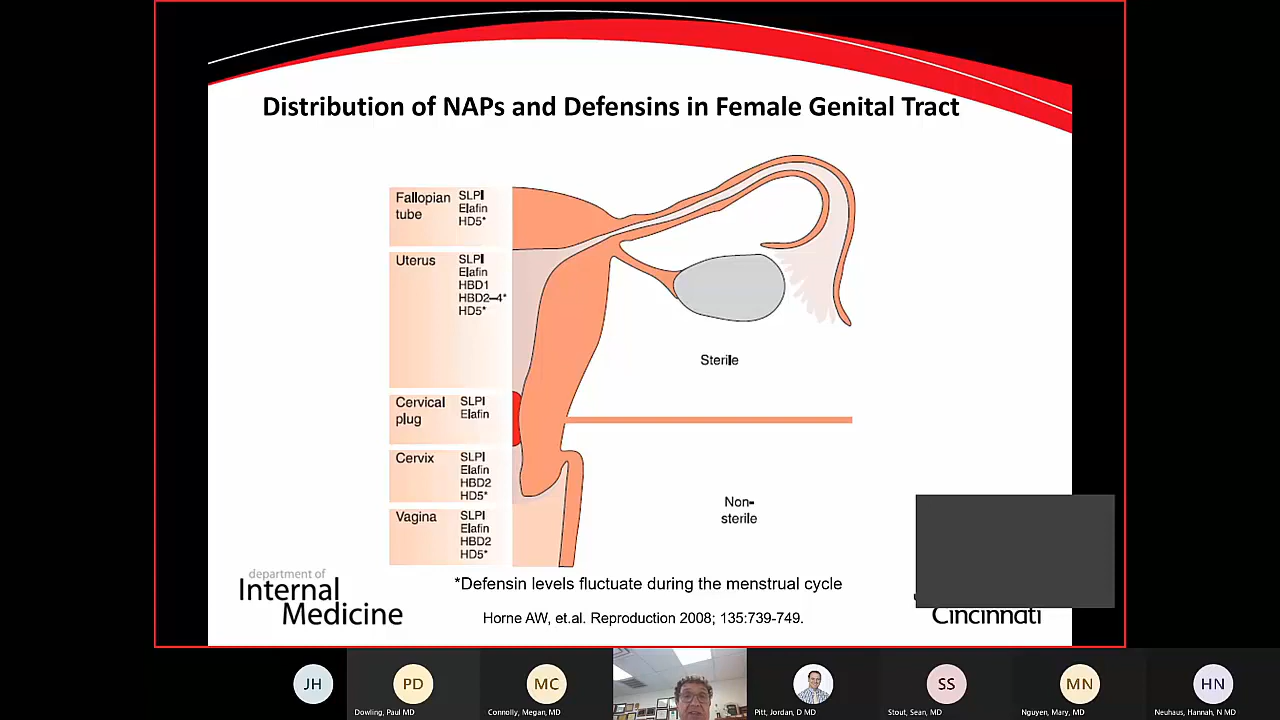 Distribution of NAPs and Defensins in Female Genital Tract
Fallopian tube
SLPI
Elafin
HD5*
Uterus
SLPI
Elafin
HBD1
HBD2–4*
HD5*
Sterile
Cervical plug
SLPI
Elafin
Cervix
SLPI
Elafin
HBD2
HD5*
Non-
sterile
Vagina
SLPI
Elafin
HBD2
HD5*
*Defensin levels fluctuate during the menstrual cycle
Horne AW, et.al. Reproduction 2008; 135:739-749.
department of
Internal
Medicine
Cincinnati
JH
PD
MC
SS
MN
HN
Dowling, Paul MD
Connolly, Megan, MD
Pitt, Jordan, D MD
Stout, Sean, MD
Nguyen, Mary, MD
Neuhaus, Hannah, N MD